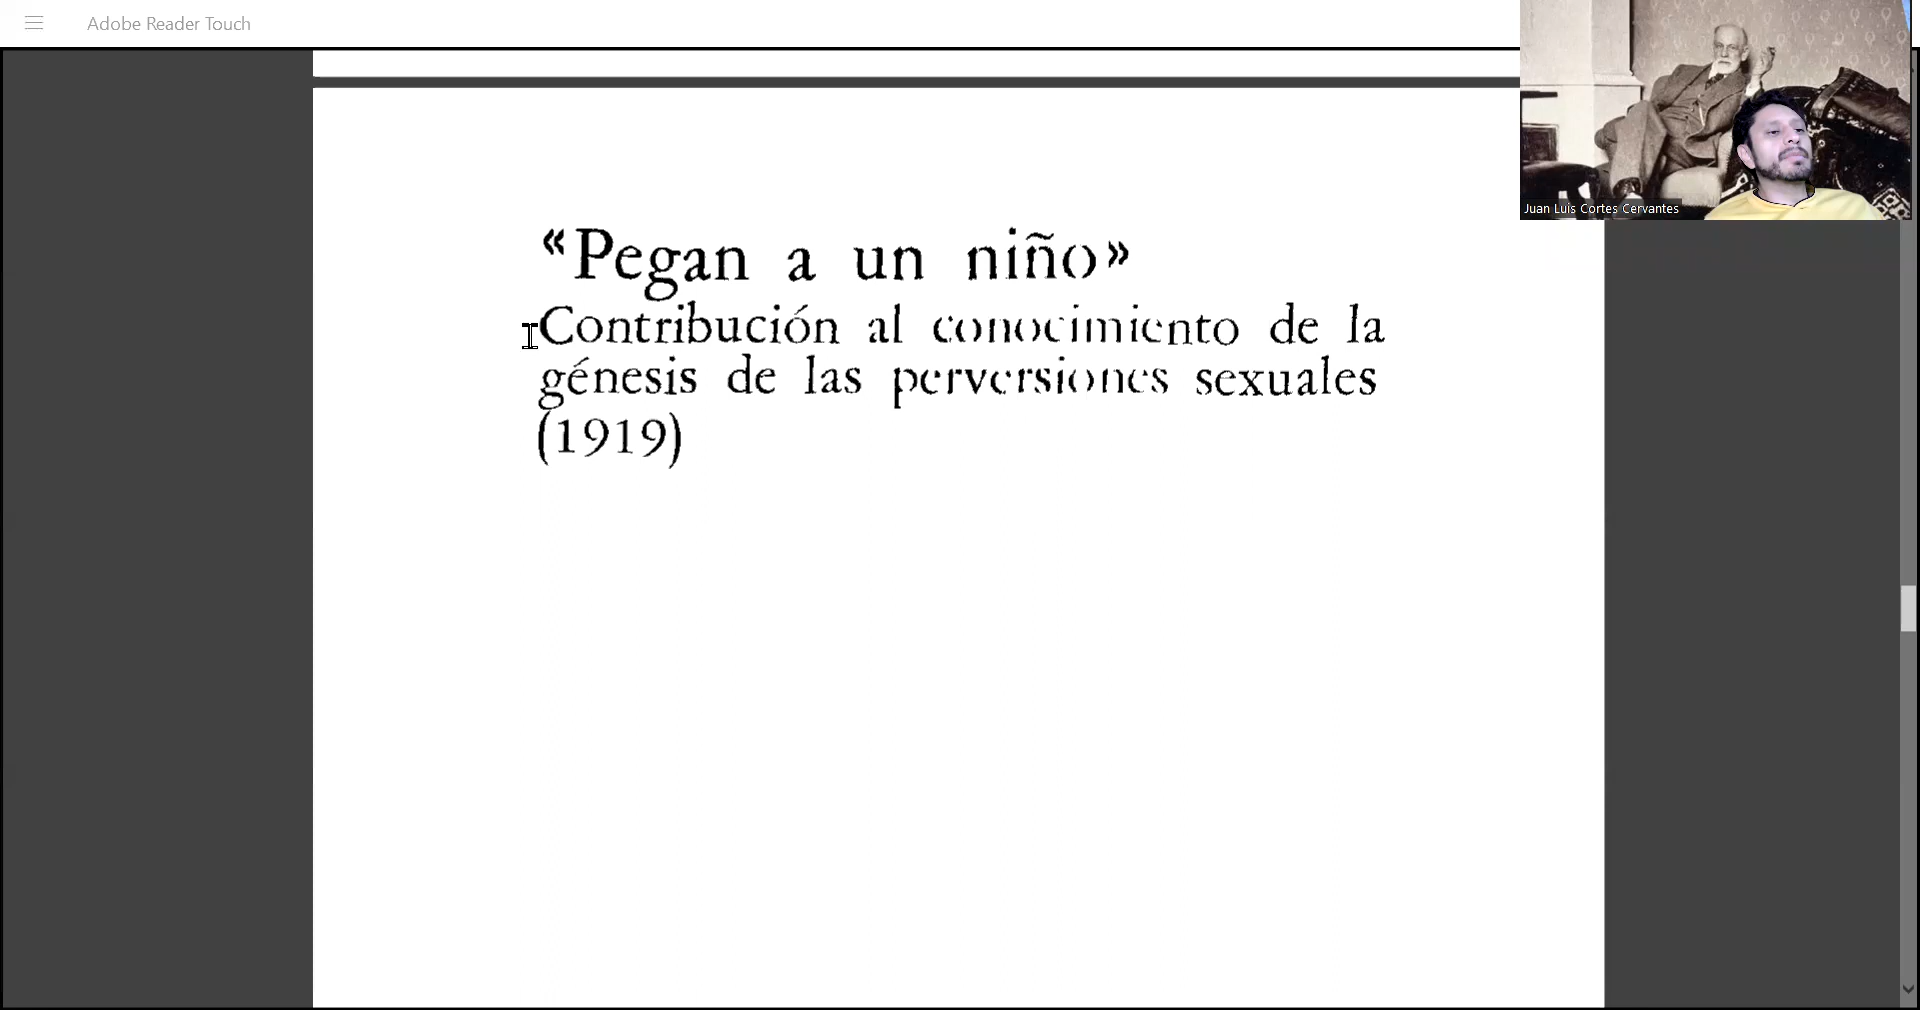 Adobe Reader Touch
Juan Luis Cortes Cervantes
«Pegan a un niño»
Contribución al conocimiento de la
génesis de las perversiones sexuales
(1919)